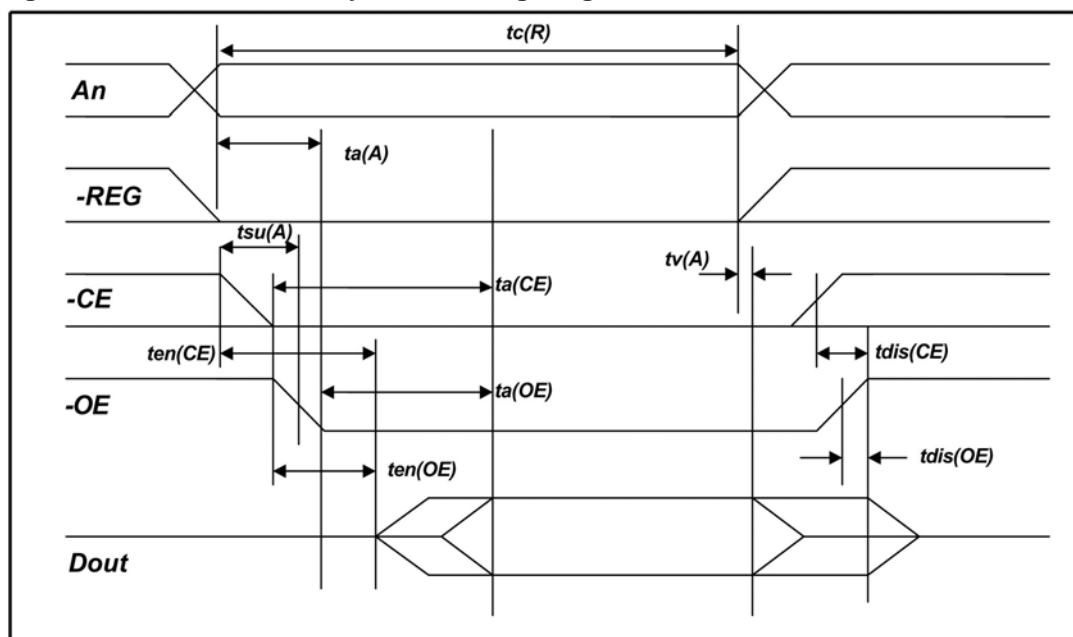 tc(R)
An
ta(A)
-REG
tsu(A)
tv(A)
-CE
ta(CE)
ten(CE)
tdis(CE)
-OE
ta(OE)
ten(OE)
tdis(OE)
Dout